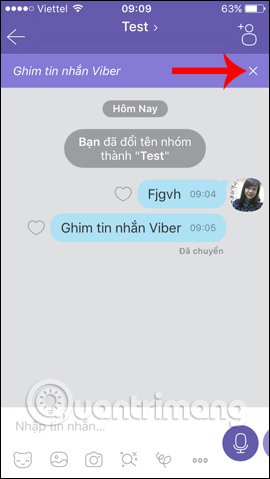 Viettel 09:09 63%
Test >
Ghim tin nhắn Viber
Hôm Nay
Bạn đã đổi tên nhóm
thành "Test"
Fjgvh 09:04
Ghim tin nhắn Viber 09:05
Đã chuyển
Quantrimang
Nhập tin nhắn...